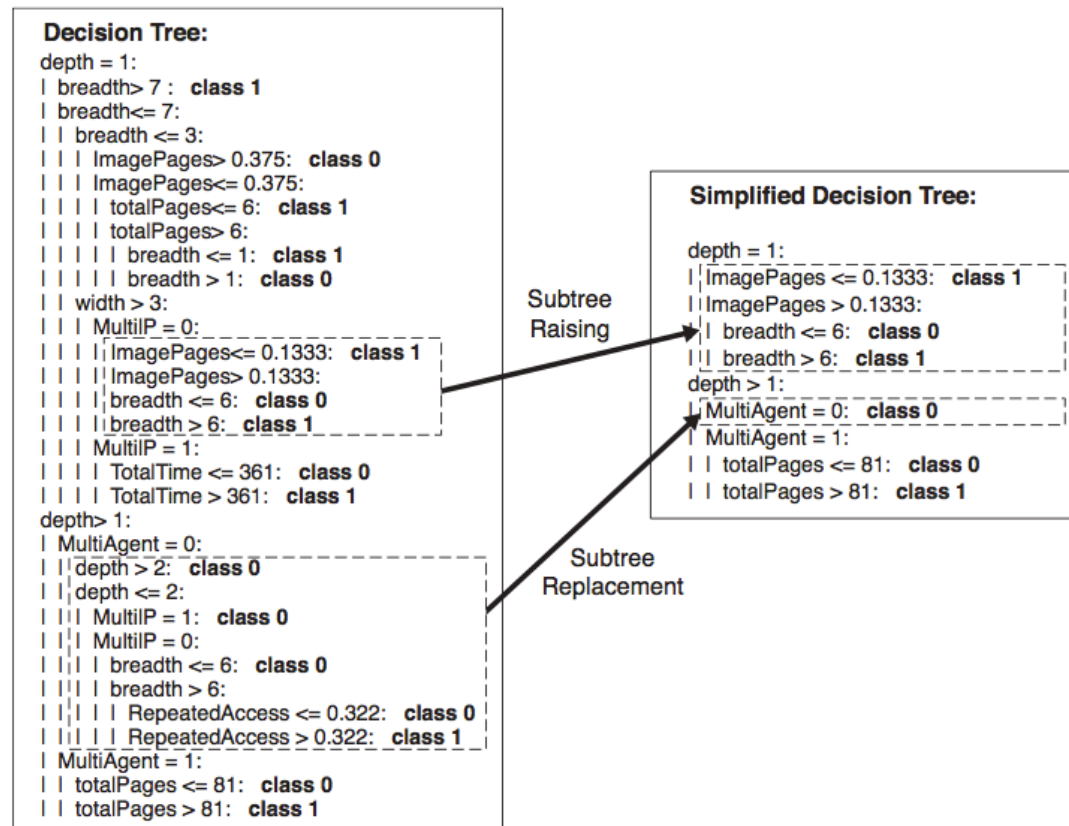 Decision Tree:
depth = 1:
| breadth> 7 : class 1
| breadth<= 7:
| | breadth <= 3:
| | | ImagePages> 0.375: class 0
| | | ImagePages<= 0.375:
| | | | totalPages<= 6: class 1
| | | | totalPages> 6:
| | | | | breadth <= 1: class 1
| | | | | breadth > 1: class 0
| | width > 3:
| | | MultiIP = 0:
| | | | ImagePages<= 0.1333: class 1
| | | | ImagePages> 0.1333:
| | | | breadth <= 6: class 0
| | | | breadth > 6: class 1
| | | MultiIP = 1:
| | | | TotalTime <= 361: class 0
| | | | TotalTime > 361: class 1
depth> 1:
| MultiAgent = 0:
| | depth > 2: class 0
| | depth <= 2:
| | | MultiIP = 1: class 0
| | | MultiIP = 0:
| | | | breadth <= 6: class 0
| | | | breadth > 6:
| | | | | RepeatedAccess <= 0.322: class 0
| | | | | RepeatedAccess > 0.322: class 1
| MultiAgent = 1:
| | totalPages <= 81: class 0
| | totalPages > 81: class 1
Subtree
Raising
Subtree
Replacement
Simplified Decision Tree:
depth = 1:
| ImagePages <= 0.1333: class 1
| ImagePages > 0.1333:
| | breadth <= 6: class 0
| | breadth > 6: class 1
depth > 1:
| MultiAgent = 0: class 0
| MultiAgent = 1:
| | totalPages <= 81: class 0
| | totalPages > 81: class 1